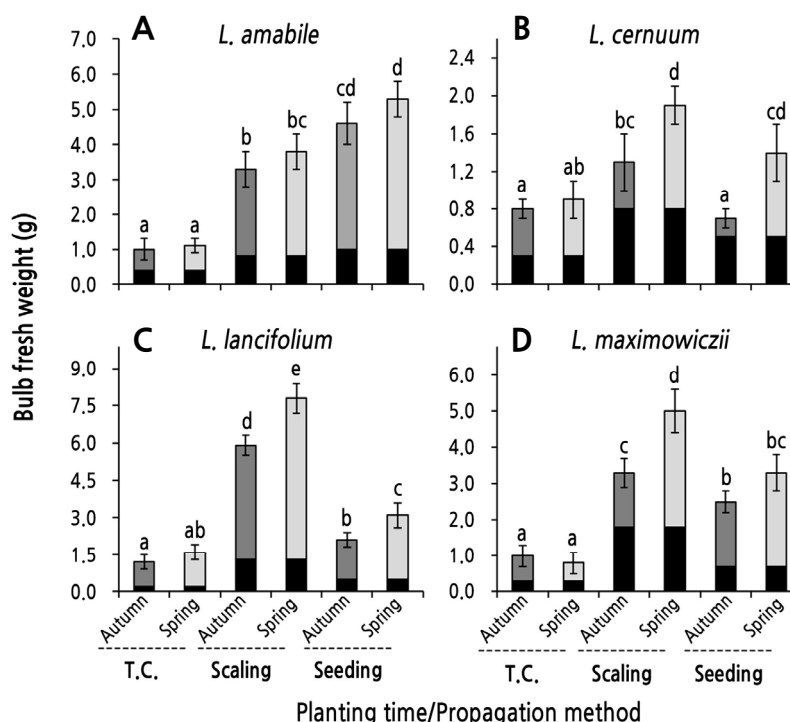 A L. amabile
7.0
6.0
5.0
4.0
3.0
2.0
1.0
0.0
a a b bc cd d
B L. cernuum
2.4
2.0
1.6
1.2
0.8
0.4
0.0
a ab bc d a cd
C L. lancifolium
9.0
7.5
6.0
4.5
3.0
1.5
0.0
a ab d e b c
D L. maximowiczii
6.0
5.0
4.0
3.0
2.0
1.0
0.0
a a c d b bc
Bulb fresh weight (g)
Autumn Spring Autumn Spring Autumn Spring
T.C. Scaling Seeding
Autumn Spring Autumn Spring Autumn Spring
T.C. Scaling Seeding
Planting time/Propagation method